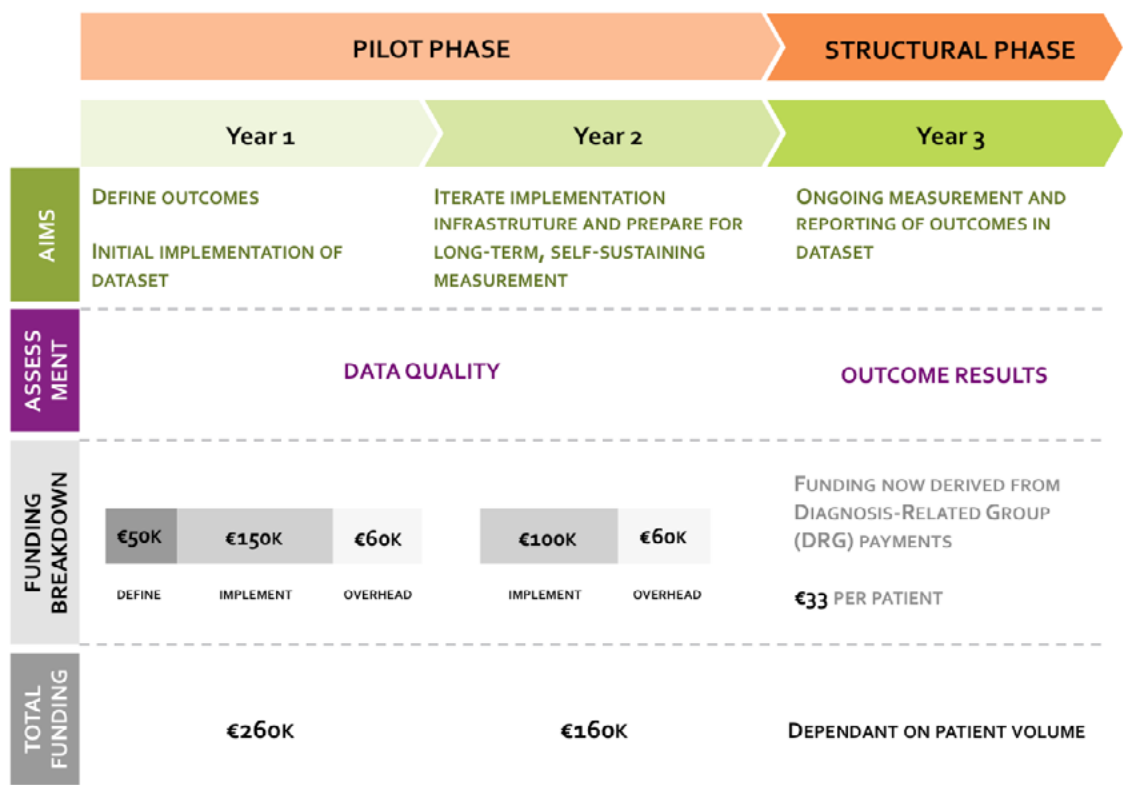 PILOT PHASE
STRUCTURAL PHASE
Year 1
Year 2
Year 3
AIMS
DEFINE OUTCOMES
INITIAL IMPLEMENTATION OF
DATASET
ITERATE IMPLEMENTATION
INFRASTRUTURE AND PREPARE FOR
LONG-TERM, SELF-SUSTAINING
MEASUREMENT
ONGOING MEASUREMENT AND
REPORTING OF OUTCOMES IN
DATASET
ASSESS
MENT
DATA QUALITY
OUTCOME RESULTS
FUNDING
BREAKDOWN
€50K
€150K
€60K
DEFINE
IMPLEMENT
OVERHEAD
€100K
€60K
IMPLEMENT
OVERHEAD
FUNDING NOW DERIVED FROM
DIAGNOSIS-RELATED GROUP
(DRG) PAYMENTS
€33 PER PATIENT
TOTAL
FUNDING
€260K
€160K
DEPENDANT ON PATIENT VOLUME